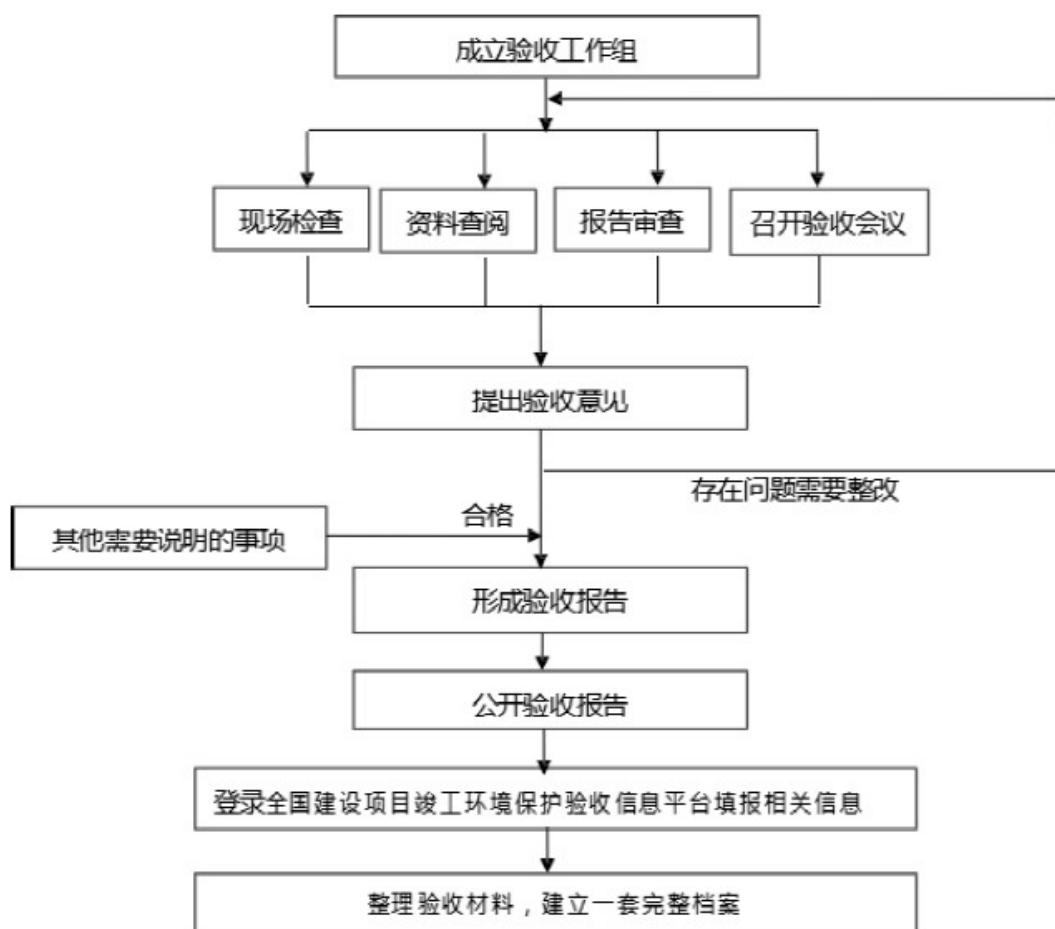 成立验收工作组
现场检查
资料查阅
报告审查
召开验收会议
提出验收意见
存在问题需要整改
合格
其他需要说明的事项
形成验收报告
公开验收报告
登录全国建设项目竣工环境保护验收信息平台填报相关信息
整理验收材料，建立一套完整档案